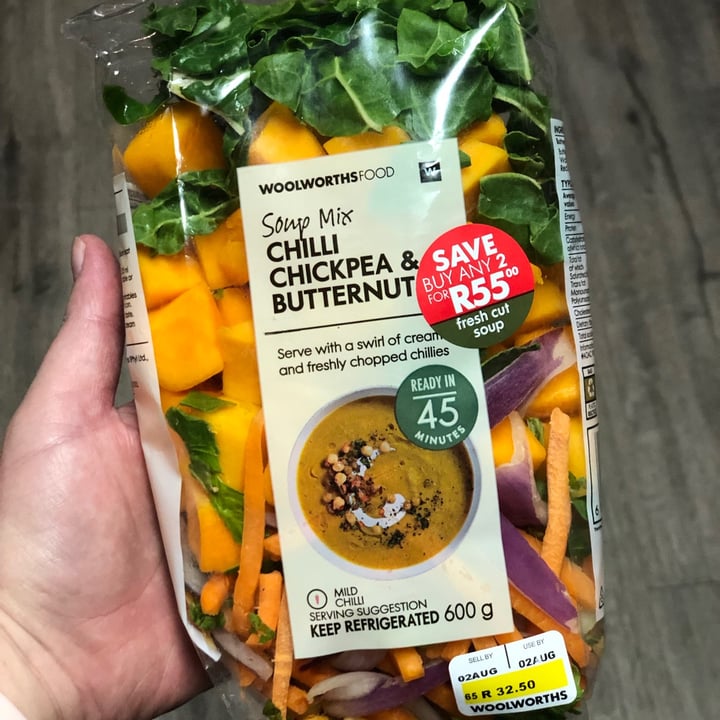 WOOLWORTHSFOOD
W
Soup Mix
CHILLI
CHICKPEA &
BUTTERNUT
SAVE
BUY ANY 2
FOR R55⁰⁰
fresh cut
soup
Serve with a swirl of cream
and freshly chopped chillies
READY IN
45
MINUTES
MILD
CHILLI
SERVING SUGGESTION
KEEP REFRIGERATED 600 g
SELL BY USE BY
02AUG 02AUG
65 R 32.50
WOOLWORTHS